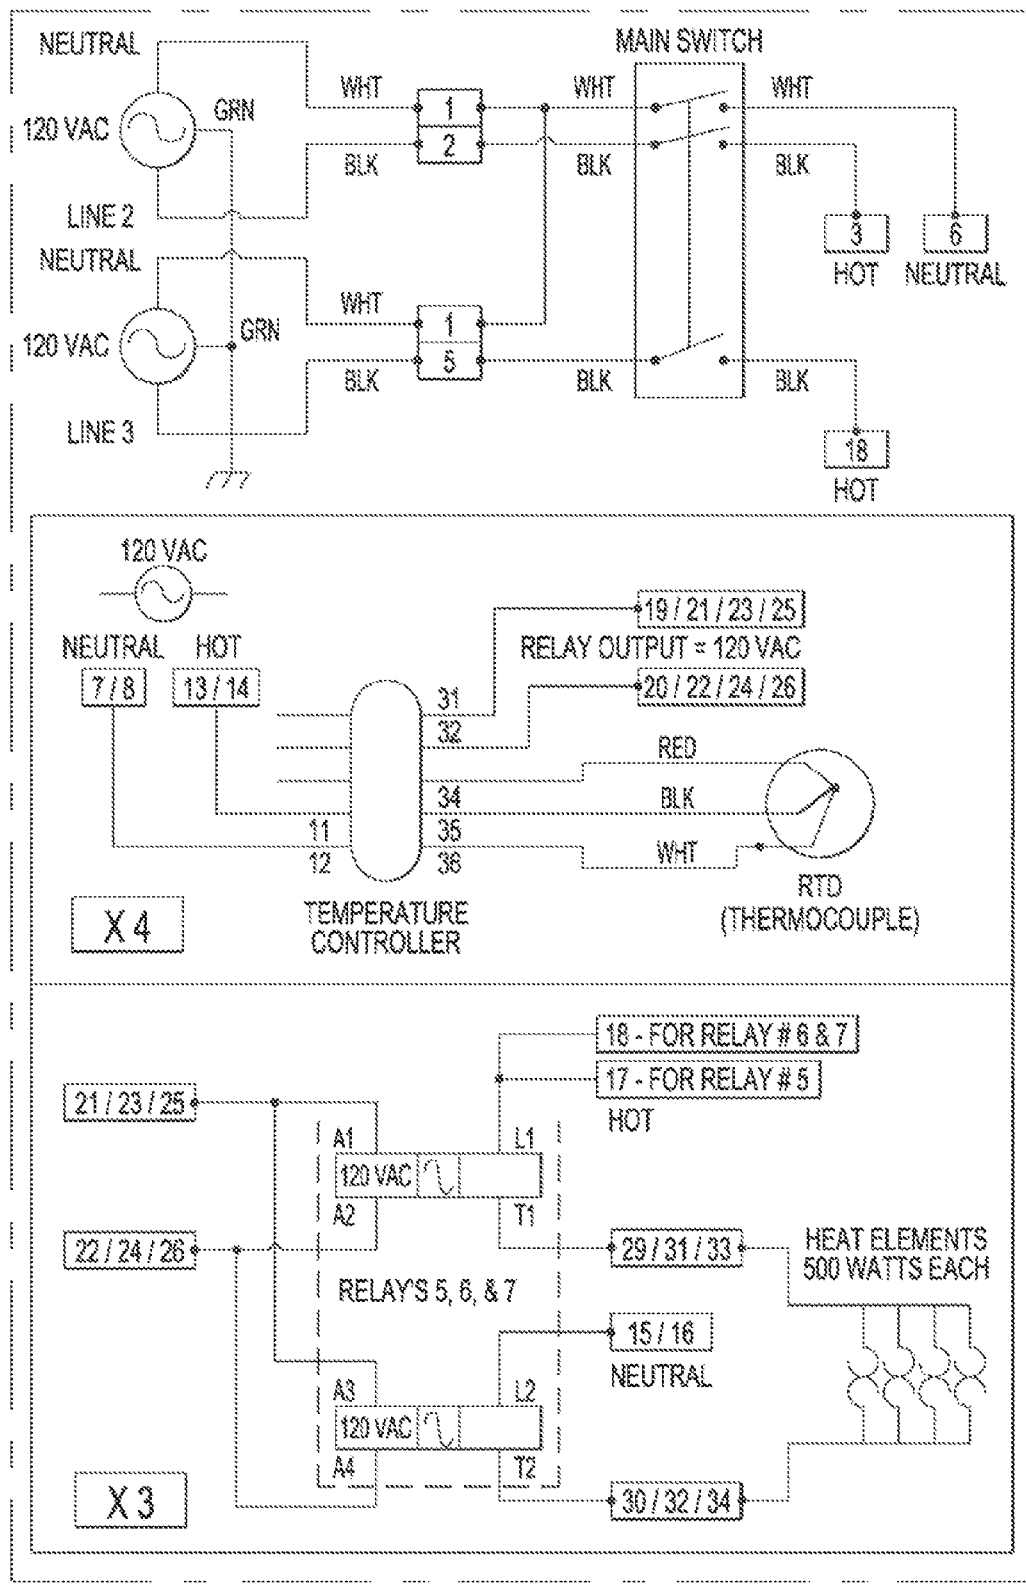 NEUTRAL
120 VAC
GRN
LINE 2
WHT
BLK
1
2
WHT
BLK
MAIN SWITCH
WHT
BLK
3
HOT
6
NEUTRAL
NEUTRAL
120 VAC
GRN
LINE 3
WHT
BLK
1
5
BLK
BLK
18
HOT
120 VAC
NEUTRAL
HOT
7 / 8
13 / 14
19 / 21 / 23 / 25
RELAY OUTPUT = 120 VAC
20 / 22 / 24 / 26
31
32
34
35
36
11
12
RED
BLK
WHT
RTD
(THERMOCOUPLE)
TEMPERATURE
CONTROLLER
X 4
18 - FOR RELAY # 6 & 7
17 - FOR RELAY # 5
HOT
21 / 23 / 25
A1
L1
120 VAC
A2
T1
22 / 24 / 26
29 / 31 / 33
HEAT ELEMENTS
500 WATTS EACH
RELAY'S 5, 6, & 7
15 / 16
NEUTRAL
A3
L2
120 VAC
A4
T2
30 / 32 / 34
X 3